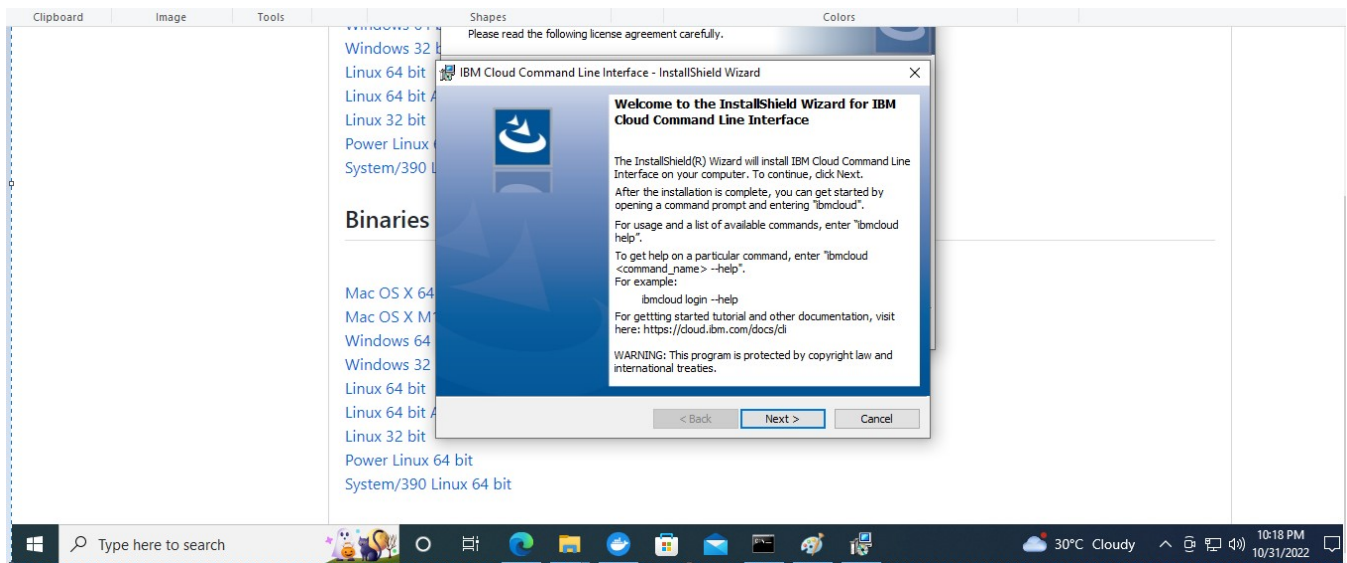 Clipboard Image Tools Shapes Colors
Please read the following license agreement carefully.
Windows 32
Linux 64 bit
Linux 64 bit
Linux 32 bit
Power Linux
System/390
Binaries
Mac OS X 64
Mac OS X
Windows 64
Windows 32
Linux 64 bit
Linux 64 bit
Linux 32 bit
Power Linux 64 bit
System/390 Linux 64 bit
IBM Cloud Command Line Interface - InstallShield Wizard
Welcome to the InstallShield Wizard for IBM
Cloud Command Line Interface
The InstallShield(R) Wizard will install IBM Cloud Command Line
Interface on your computer. To continue, click Next.
After the installation is complete, you can get started by
opening a command prompt and entering "ibmcloud".
For usage and a list of available commands, enter "ibmcloud
help".
To get help on a particular command, enter "ibmcloud
<command_name> --help".
For example:
ibmcloud login --help
For gettting started tutorial and other documentation, visit
here: https://cloud.ibm.com/docs/cli
WARNING: This program is protected by copyright law and
international treaties.
< Back Next > Cancel
Type here to search
30°C Cloudy
10:18 PM
10/31/2022